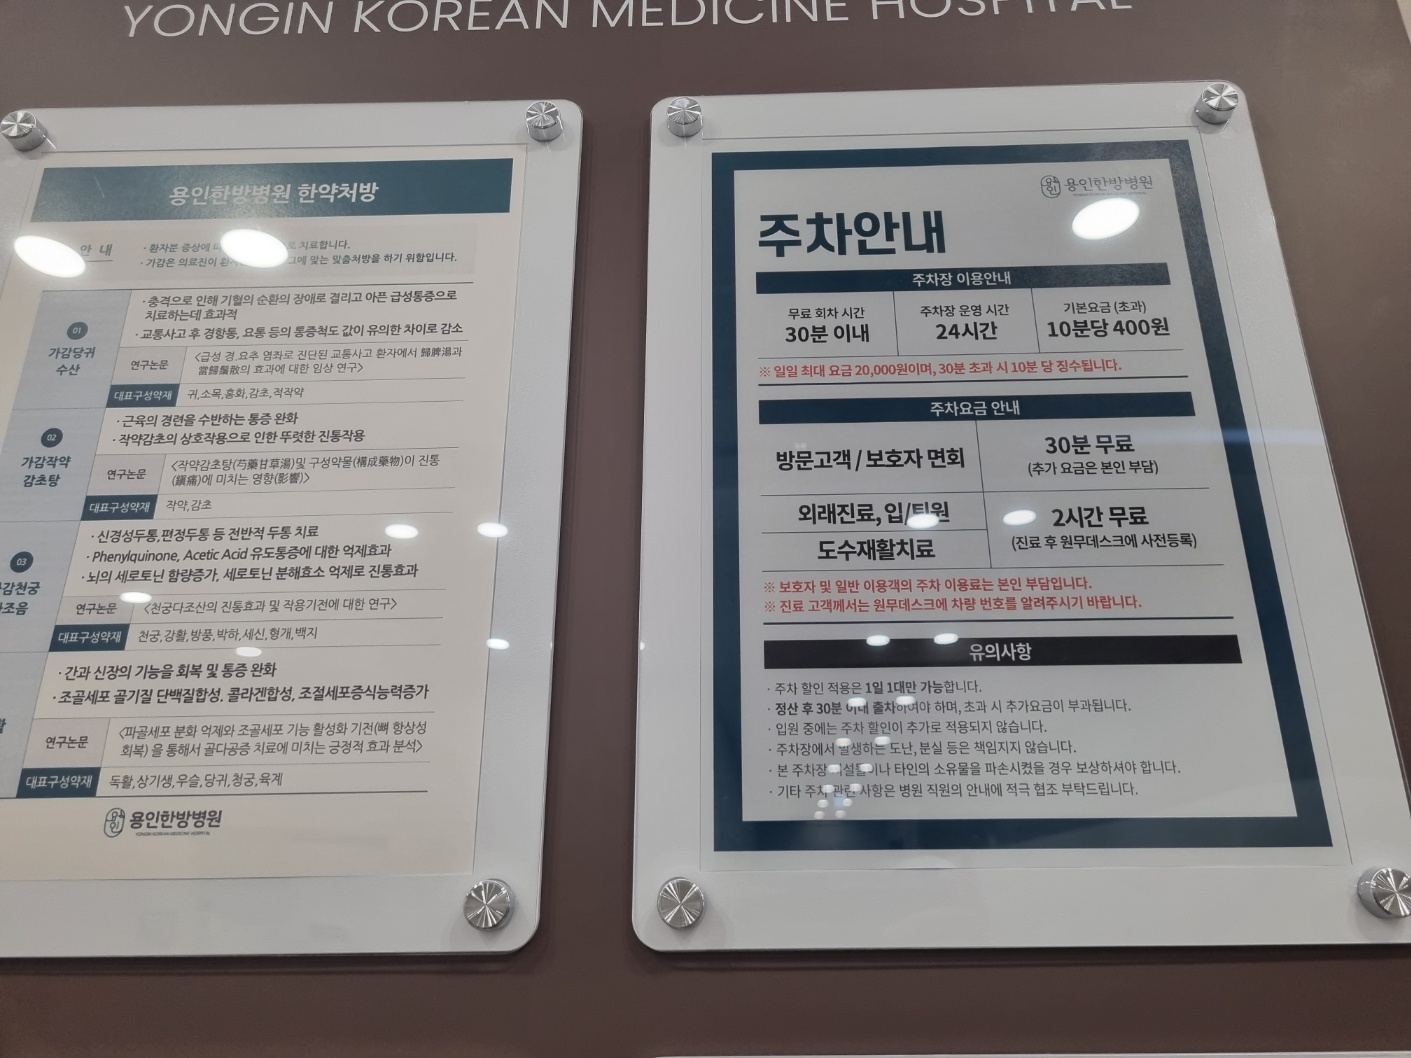 YONGIN KOREAN MEDICINE HOSPITAL
용인한방병원 한약처방
안 내
· 환자분 증상에 로 치료합니다.
· 가감은 의료진이 그에 맞는 맞춤처방을 하기 위함입니다.
01
가감당귀
수산
· 충격으로 인해 기혈의 순환의 장애로 결리고 아픈 급성통증으로
치료하는데 효과적
· 교통사고 후 경항통, 요통 등의 통증척도 값이 유의한 차이로 감소
연구논문
<급성 경,요추 염좌로 진단된 교통사고 환자에서 歸脾湯과
當歸鬚散의 효과에 대한 임상 연구>
대표구성약재
귀,소목,홍화,감초,적작약
02
가감작약
감초탕
· 근육의 경련을 수반하는 통증 완화
· 작약감초의 상호작용으로 인한 뚜렷한 진통작용
연구논문
<작약감초탕(芍藥甘草湯)및 구성약물(構成藥物)이 진통
(鎭痛)에 미치는 영향(影響)>
대표구성약재
작약,감초
03
감천궁
조음
· 신경성두통,편정두통 등 전반적 두통 치료
· Phenylquinone, Acetic Acid 유도통증에 대한 억제효과
· 뇌의 세로토닌 함량증가, 세로토닌 분해효소 억제로 진통효과
연구논문
<천궁다조산의 진통효과 및 작용기전에 대한 연구>
대표구성약재
천궁,강활,방풍,박하,세신,형개,백지
· 간과 신장의 기능을 회복 및 통증 완화
· 조골세포 골기질 단백질합성, 콜라겐합성, 조절세포증식능력증가
연구논문
<파골세포 분화 억제와 조골세포 기능 활성화 기전(뼈 항상성
회복) 을 통해서 골다공증 치료에 미치는 긍정적 효과 분석>
대표구성약재
독활,상기생,우슬,당귀,천궁,육계
용인한방병원
YONGIN KOREAN MEDICINE HOSPITAL
용인한방병원
주차안내
주차장 이용안내
무료 회차 시간
30분 이내
주차장 운영 시간
24시간
기본요금 (초과)
10분당 400원
※ 일일 최대 요금 20,000원이며, 30분 초과 시 10분 당 징수됩니다.
주차요금 안내
방문고객 / 보호자 면회
30분 무료
(추가 요금은 본인 부담)
외래진료, 입/퇴원
도수재활치료
2시간 무료
(진료 후 원무데스크에 사전등록)
※ 보호자 및 일반 이용객의 주차 이용료는 본인 부담입니다.
※ 진료 고객께서는 원무데스크에 차량 번호를 알려주시기 바랍니다.
유의사항
· 주차 할인 적용은 1일 1대만 가능합니다.
· 정산 후 30분 이내 출차하여야 하며, 초과 시 추가요금이 부과됩니다.
· 입원 중에는 주차 할인이 추가로 적용되지 않습니다.
· 주차장에서 발생하는 도난, 분실 등은 책임지지 않습니다.
· 본 주차장 시설물이나 타인의 소유물을 파손시켰을 경우 보상하셔야 합니다.
· 기타 주차 관련 사항은 병원 직원의 안내에 적극 협조 부탁드립니다.